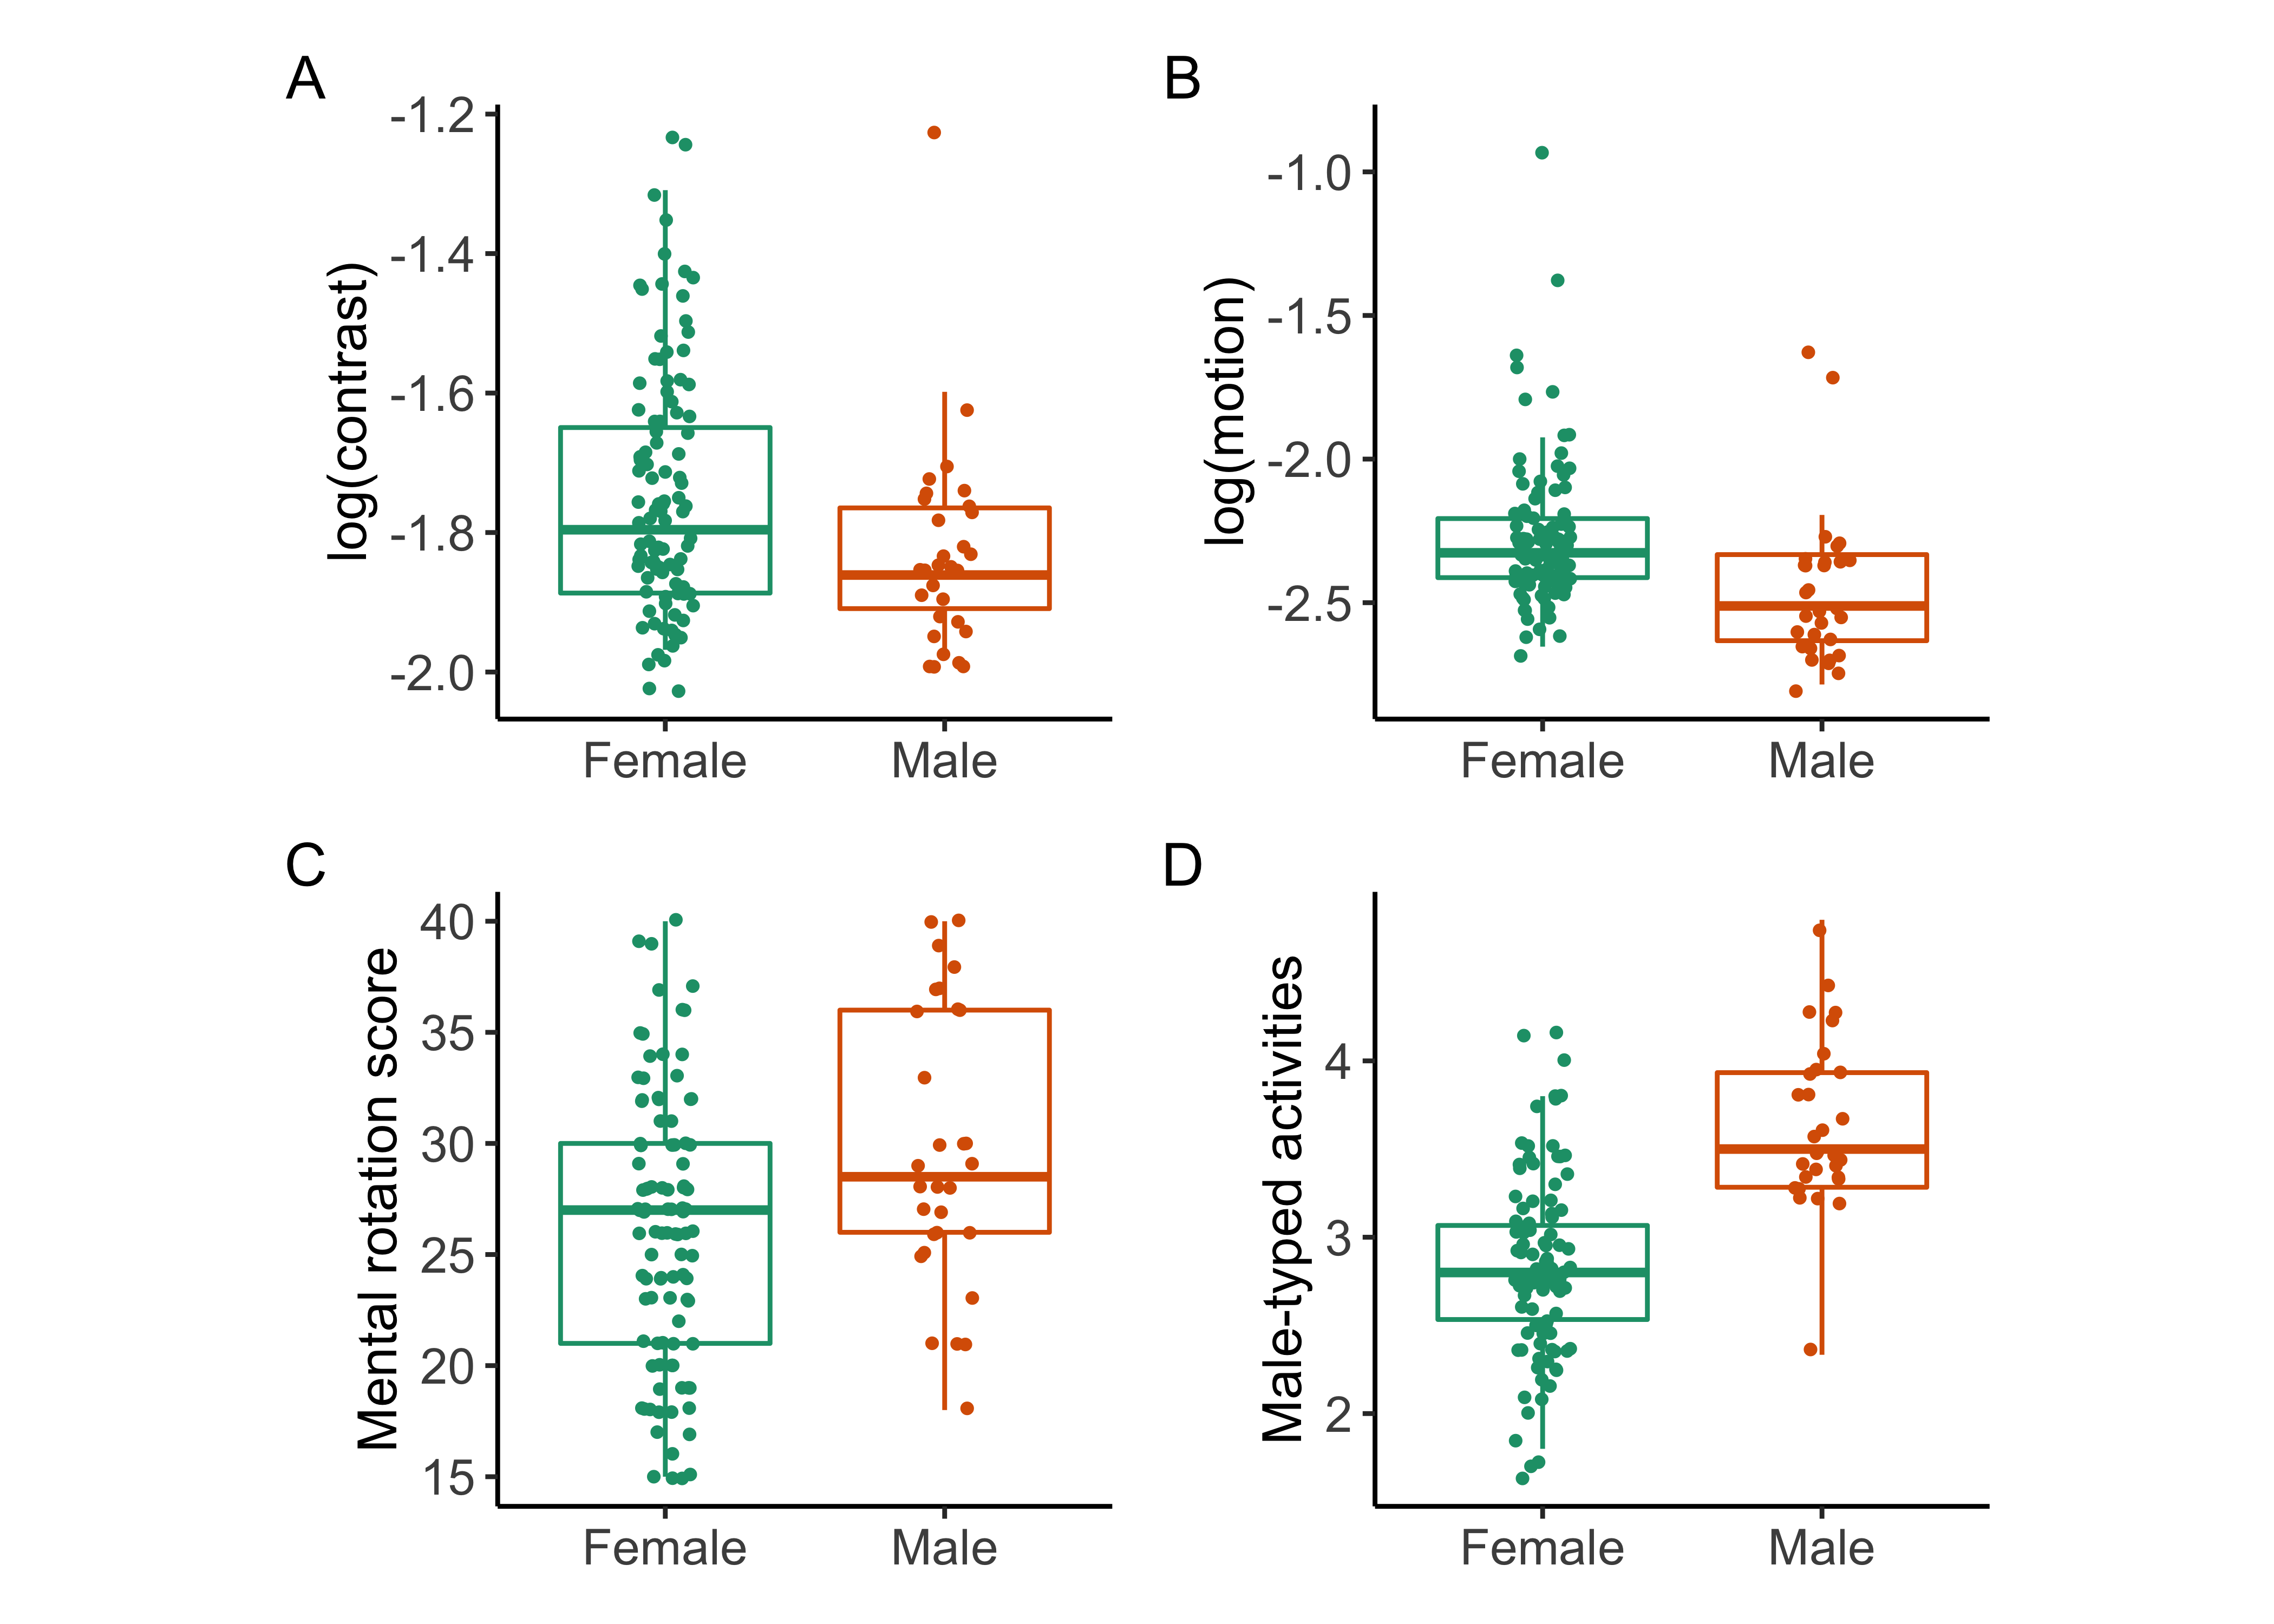 A
log(contrast)
-1.2
-1.4
-1.6
-1.8
-2.0
Female Male
B
log(motion)
-1.0
-1.5
-2.0
-2.5
Female Male
C
Mental rotation score
40
35
30
25
20
15
Female Male
D
Male-typed activities
4
3
2
Female Male